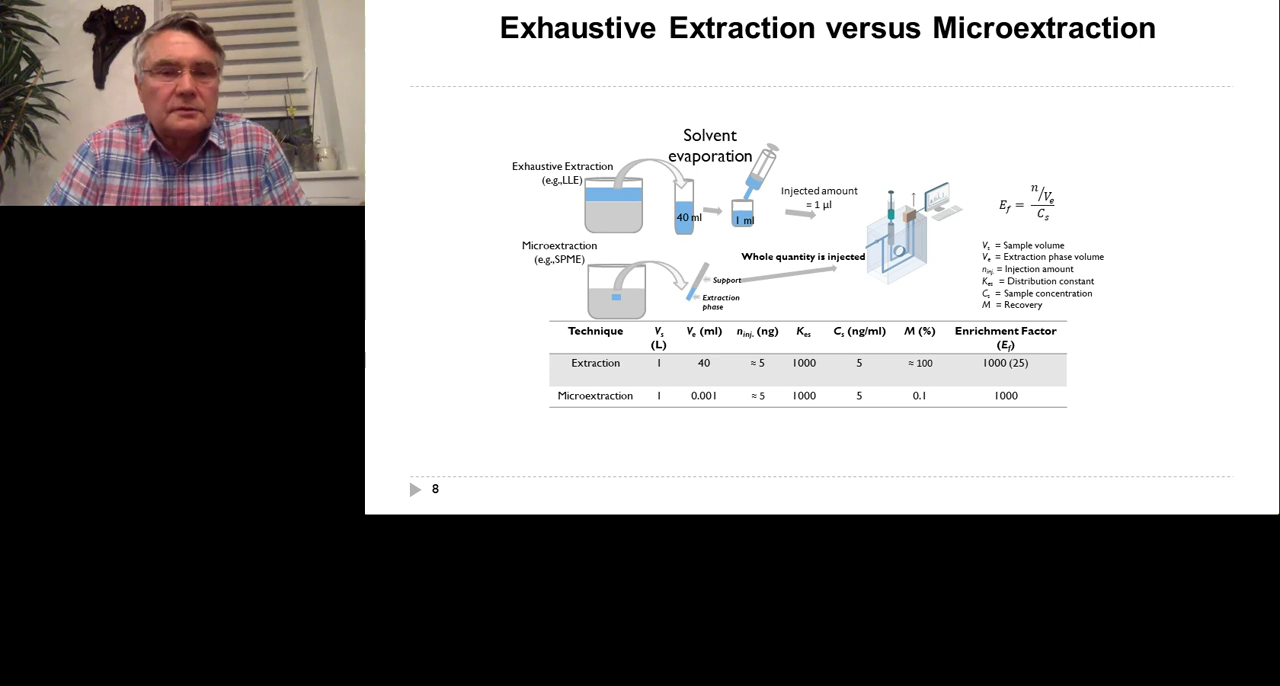 Exhaustive Extraction versus Microextraction
Solvent
evaporation
Exhaustive Extraction
(e.g.,LLE)
40 ml
1 ml
Injected amount
= 1 µl
Microextraction
(e.g.,SPME)
Support
Extraction
phase
Whole quantity is injected
E_f = n/V_e / C_s
V_s = Sample volume
V_e = Extraction phase volume
n_inj. = Injection amount
K_es = Distribution constant
C_s = Sample concentration
M = Recovery
Technique V_s (L) V_e (ml) n_inj. (ng) K_es C_s (ng/ml) M (%) Enrichment Factor (E_f)
Extraction 1 40 ≈ 5 1000 5 ≈ 100 1000 (25)
Microextraction 1 0.001 ≈ 5 1000 5 0.1 1000
8